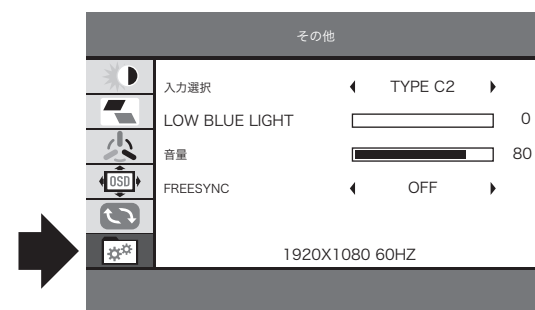 その他
入力選択 TYPE C2
LOW BLUE LIGHT 0
音量 80
OSD
FREESYNC OFF
1920X1080 60HZ